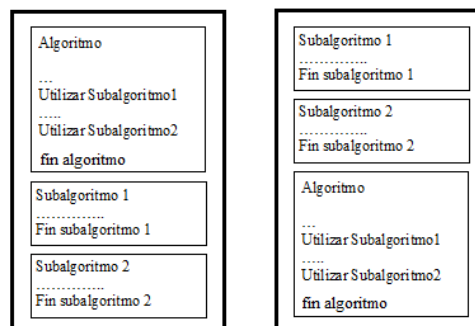 Algoritmo
...
Utilizar Subalgoritmo1
.....
Utilizar Subalgoritmo2
fin algoritmo
Subalgoritmo 1
..............
Fin subalgoritmo 1
Subalgoritmo 2
..............
Fin subalgoritmo 2
Subalgoritmo 1
..............
Fin subalgoritmo 1
Subalgoritmo 2
..............
Fin subalgoritmo 2
Algoritmo
...
Utilizar Subalgoritmo1
.....
Utilizar Subalgoritmo2
fin algoritmo